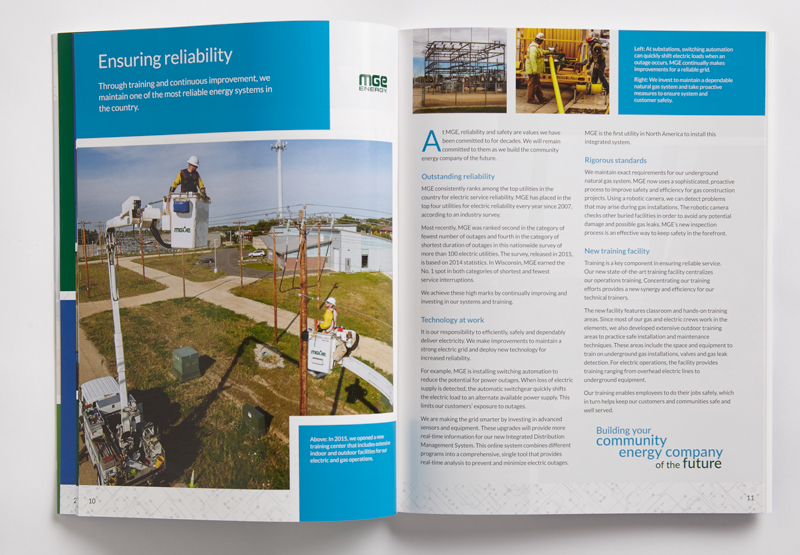 Ensuring reliability
Through training and continuous improvement, we
maintain one of the most reliable energy systems in
the country.
mge
ENERGY
mge
mge
Above: In 2015, we opened a new
training center that includes extensive
indoor and outdoor facilities for our
electric and gas operations.
2
10
Left: At substations, switching automation
can quickly shift electric loads when an
outage occurs. MGE continually makes
improvements for a reliable grid.
Right: We invest to maintain a dependable
natural gas system and take proactive
measures to ensure system and
customer safety.
At MGE, reliability and safety are values we have
been committed to for decades. We will remain
committed to them as we build the community
energy company of the future.
Outstanding reliability
MGE consistently ranks among the top utilities in the
country for electric service reliability. MGE has placed in the
top four utilities for electric reliability every year since 2007,
according to an industry survey.
Most recently, MGE was ranked second in the category of
fewest number of outages and fourth in the category of
shortest duration of outages in this nationwide survey of
more than 100 electric utilities. The survey, released in 2015,
is based on 2014 statistics. In Wisconsin, MGE earned the
No. 1 spot in both categories of shortest and fewest
service interruptions.
We achieve these high marks by continually improving and
investing in our systems and training.
Technology at work
It is our responsibility to efficiently, safely and dependably
deliver electricity. We make improvements to maintain a
strong electric grid and deploy new technology for
increased reliability.
For example, MGE is installing switching automation to
reduce the potential for power outages. When loss of electric
supply is detected, the automatic switchgear quickly shifts
the electric load to an alternate available power supply. This
limits our customers' exposure to outages.
We are making the grid smarter by investing in advanced
sensors and equipment. These upgrades will provide more
real-time information for our new Integrated Distribution
Management System. This online system combines different
programs into a comprehensive, single tool that provides
real-time analysis to prevent and minimize electric outages.
MGE is the first utility in North America to install this
integrated system.
Rigorous standards
We maintain exact requirements for our underground
natural gas system. MGE now uses a sophisticated, proactive
process to improve safety and efficiency for gas construction
projects. Using a robotic camera, we can detect problems
that may arise during gas installations. The robotic camera
checks other buried facilities in order to avoid any potential
damage and possible gas leaks. MGE's new inspection
process is an effective way to keep safety in the forefront.
New training facility
Training is a key component in ensuring reliable service.
Our new state-of-the-art training facility centralizes
our operations training. Concentrating our training
efforts provides a new synergy and efficiency for our
technical trainers.
The new facility features classroom and hands-on training
areas. Since most of our gas and electric crews work in the
elements, we also developed extensive outdoor training
areas to practice safe installation and maintenance
techniques. These areas include the space and equipment to
train on underground gas installations, valves and gas leak
detection. For electric operations, the facility provides
training ranging from overhead electric lines to
underground equipment.
Our training enables employees to do their jobs safely, which
in turn helps keep our customers and communities safe and
well served.
Building your
community
energy company
of the future
11